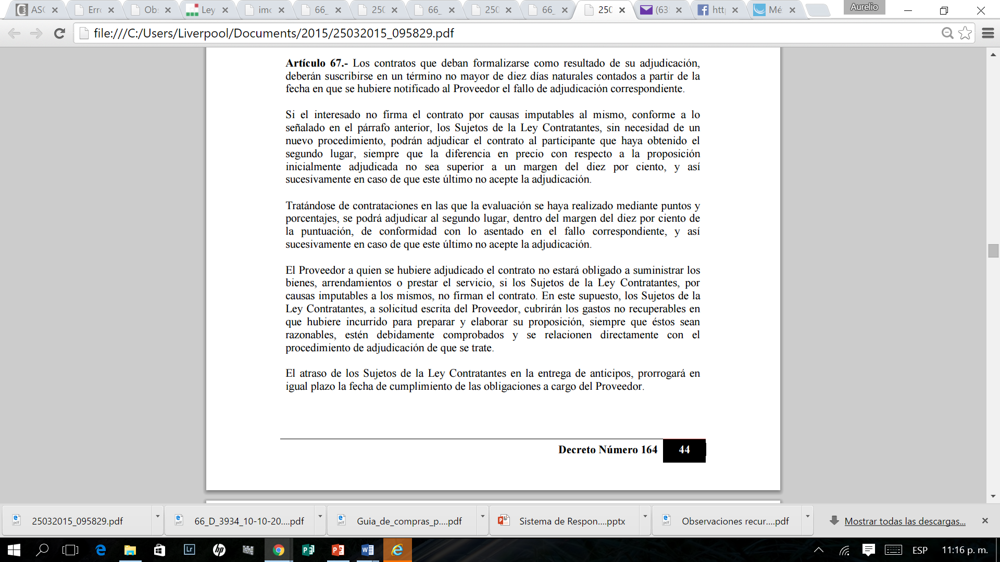 ASC
Erro
Obs
Ley
imc
66_
250
66_
250
66_
250
(63
http
Mé
Aurelio
file:///C:/Users/Liverpool/Documents/2015/25032015_095829.pdf
Artículo 67.- Los contratos que deban formalizarse como resultado de su adjudicación,
deberán suscribirse en un término no mayor de diez días naturales contados a partir de la
fecha en que se hubiere notificado al Proveedor el fallo de adjudicación correspondiente.
Si el interesado no firma el contrato por causas imputables al mismo, conforme a lo
señalado en el párrafo anterior, los Sujetos de la Ley Contratantes, sin necesidad de un
nuevo procedimiento, podrán adjudicar el contrato al participante que haya obtenido el
segundo lugar, siempre que la diferencia en precio con respecto a la proposición
inicialmente adjudicada no sea superior a un margen del diez por ciento, y así
sucesivamente en caso de que este último no acepte la adjudicación.
Tratándose de contrataciones en las que la evaluación se haya realizado mediante puntos y
porcentajes, se podrá adjudicar al segundo lugar, dentro del margen del diez por ciento de
la puntuación, de conformidad con lo asentado en el fallo correspondiente, y así
sucesivamente en caso de que este último no acepte la adjudicación.
El Proveedor a quien se hubiere adjudicado el contrato no estará obligado a suministrar los
bienes, arrendamientos o prestar el servicio, si los Sujetos de la Ley Contratantes, por
causas imputables a los mismos, no firman el contrato. En este supuesto, los Sujetos de la
Ley Contratantes, a solicitud escrita del Proveedor, cubrirán los gastos no recuperables en
que hubiere incurrido para preparar y elaborar su proposición, siempre que éstos sean
razonables, estén debidamente comprobados y se relacionen directamente con el
procedimiento de adjudicación de que se trate.
El atraso de los Sujetos de la Ley Contratantes en la entrega de anticipos, prorrogará en
igual plazo la fecha de cumplimiento de las obligaciones a cargo del Proveedor.
Decreto Número 164 44
25032015_095829.pdf
66_D_3934_10-10-20....pdf
Guia_de_compras_p....pdf
Sistema de Respon....pptx
Observaciones recur....pdf
Mostrar todas las descargas...
ESP
11:16 p. m.